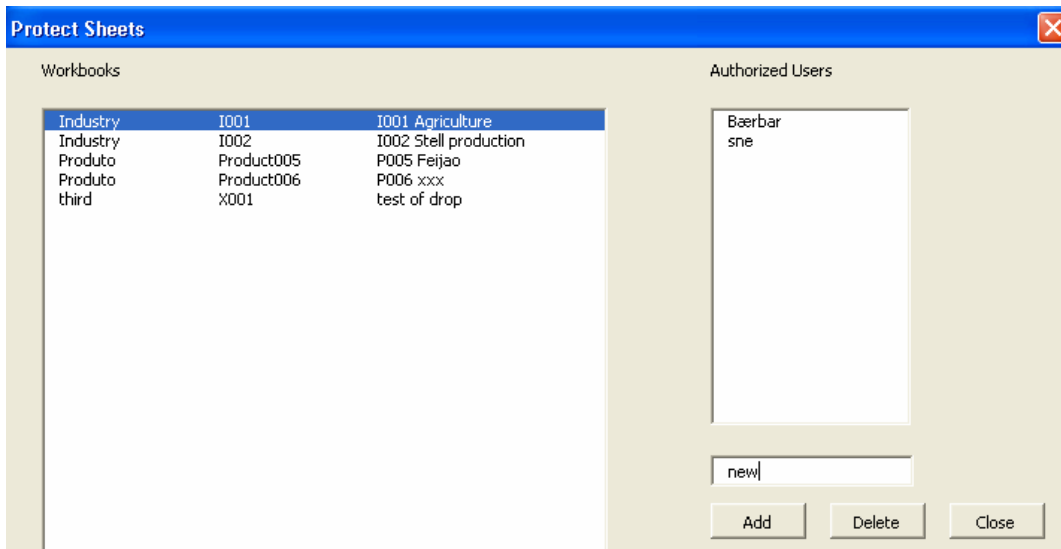 Protect Sheets
Workbooks
Authorized Users
Industry I001 I001 Agriculture
Industry I002 I002 Stell production
Produto Product005 P005 Feijao
Produto Product006 P006 xxx
third X001 test of drop
Bærbar
sne
new
Add Delete Close